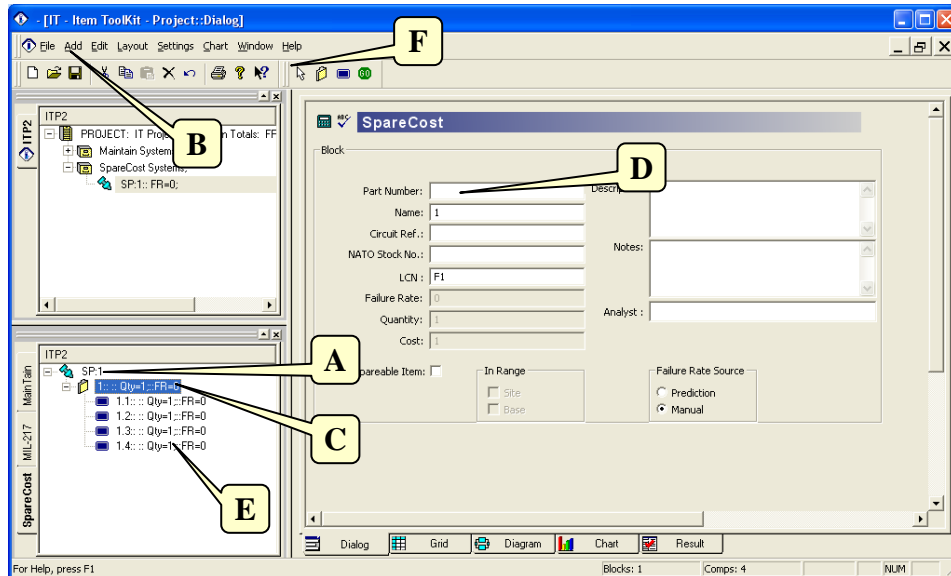 - [IT - Item ToolKit - Project::Dialog]
File Add Edit Layout Settings Chart Window Help
F
ITP2
ITP2
PROJECT: IT Proje n Totals: FF
Maintain System
SpareCost Systems;
SP:1:: FR=0;
B
SpareCost
Block
Part Number:
D
Descrip
Name: 1
Circuit Ref.:
NATO Stock No.:
Notes:
LCN : F1
Failure Rate: 0
Analyst :
Quantity: 1
Cost: 1
pareable Item:
In Range
Site
Base
Failure Rate Source
Prediction
Manual
ITP2
MainTain
MIL-217
SpareCost
SP:1
A
1:: :: Qty=1;::FR=0
1.1:: :: Qty=1;::FR=0
1.2:: :: Qty=1;::FR=0
1.3:: :: Qty=1;::FR=0
1.4:: :: Qty=1;::FR=0
C
E
Dialog Grid Diagram Chart Result
For Help, press F1
Blocks: 1 Comps: 4 NUM